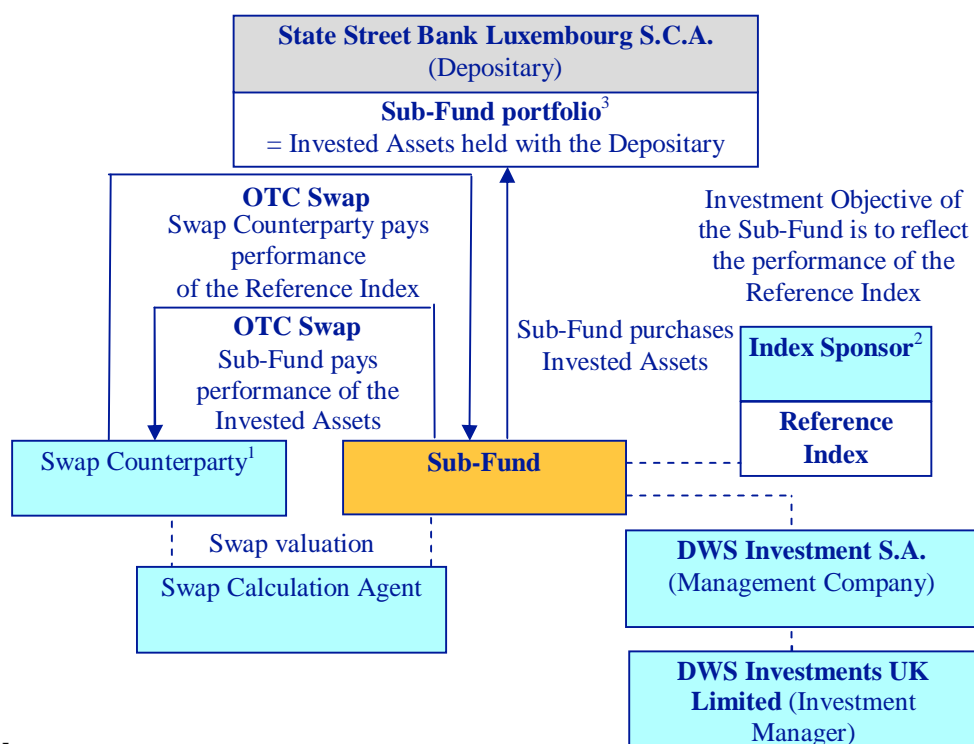 State Street Bank Luxembourg S.C.A.
(Depositary)
Sub-Fund portfolio3
= Invested Assets held with the Depositary
OTC Swap
Swap Counterparty pays
performance
of the Reference Index
OTC Swap
Sub-Fund pays
performance of the
Invested Assets
Sub-Fund purchases
Invested Assets
Investment Objective of
the Sub-Fund is to reflect
the performance of the
Reference Index
Index Sponsor2
Reference
Index
Swap Counterparty1
Sub-Fund
Swap valuation
Swap Calculation Agent
DWS Investment S.A.
(Management Company)
DWS Investments UK
Limited (Investment
Manager)